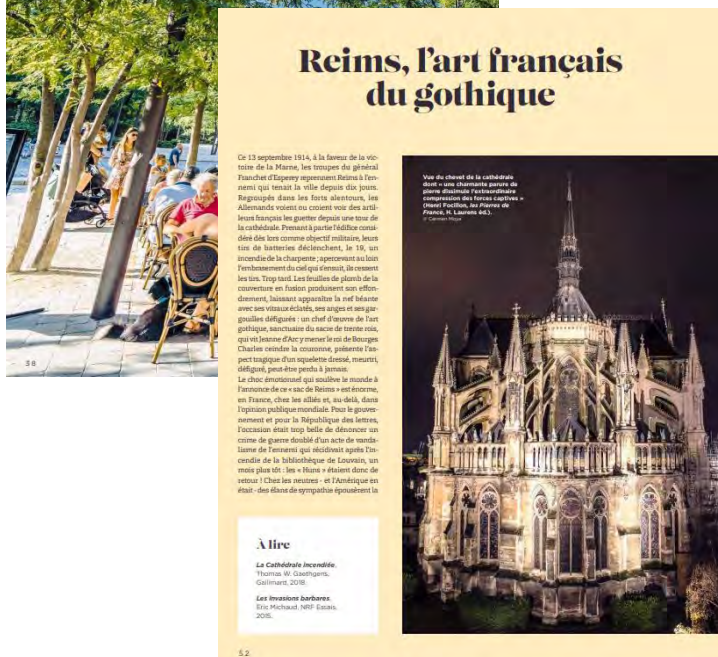 Reims, l’art français
du gothique
Ce 13 septembre 1914, à la faveur de la vic-
toire de la Marne, les troupes du général
Franchet d’Esperey reprennent Reims à l’en-
nemi qui tenait la ville depuis dix jours.
Regroupés dans les forts alentours, les
Allemands voient ou croient voir des artil-
leurs français les guetter depuis une tour de
la cathédrale. Prenant à partie l’édifice consi-
déré dès lors comme objectif militaire, leurs
tirs de batteries déclenchent, le 19, un
incendie de la charpente ; apercevant au loin
l’embrasement du ciel qui s’ensuit, ils cessent
les tirs. Trop tard. Les feuilles de plomb de la
couverture en fusion produisent son effon-
drement, laissant apparaître la nef béante
avec ses vitraux éclatés, ses anges et ses gar-
gouilles défigurés : un chef d’œuvre de l’art
gothique, sanctuaire du sacre de trente rois,
qui vit Jeanne d’Arc y mener le roi de Bourges
Charles ceindre la couronne, présente l’as-
pect tragique d’un squelette dressé, meurtri,
défiguré, peut-être perdu à jamais.
Le choc émotionnel qui soulève le monde à
l’annonce de ce « sac de Reims » est énorme,
en France, chez les alliés et, au-delà, dans
l’opinion publique mondiale. Pour le gouver-
nement et pour la République des lettres,
l’occasion était trop belle de dénoncer un
crime de guerre doublé d’un acte de vanda-
lisme de l’ennemi qui récidivait après l’in-
cendie de la bibliothèque de Louvain, un
mois plus tôt : les « Huns » étaient donc de
retour ! Chez les neutres - et l’Amérique en
était - des élans de sympathie épousèrent la
À lire
La Cathédrale incendiée,
Thomas W. Gaehtgens,
Gallimard, 2018.
Les Invasions barbares,
Eric Michaud, NRF Essais,
2015.
52
Vue du chevet de la cathédrale
dont « une charmante parure de
pierre dissimule l’extraordinaire
compression des forces captives »
(Henri Focillon, les Pierres de
France, H. Laurens éd.).
© Carmen Moya
38